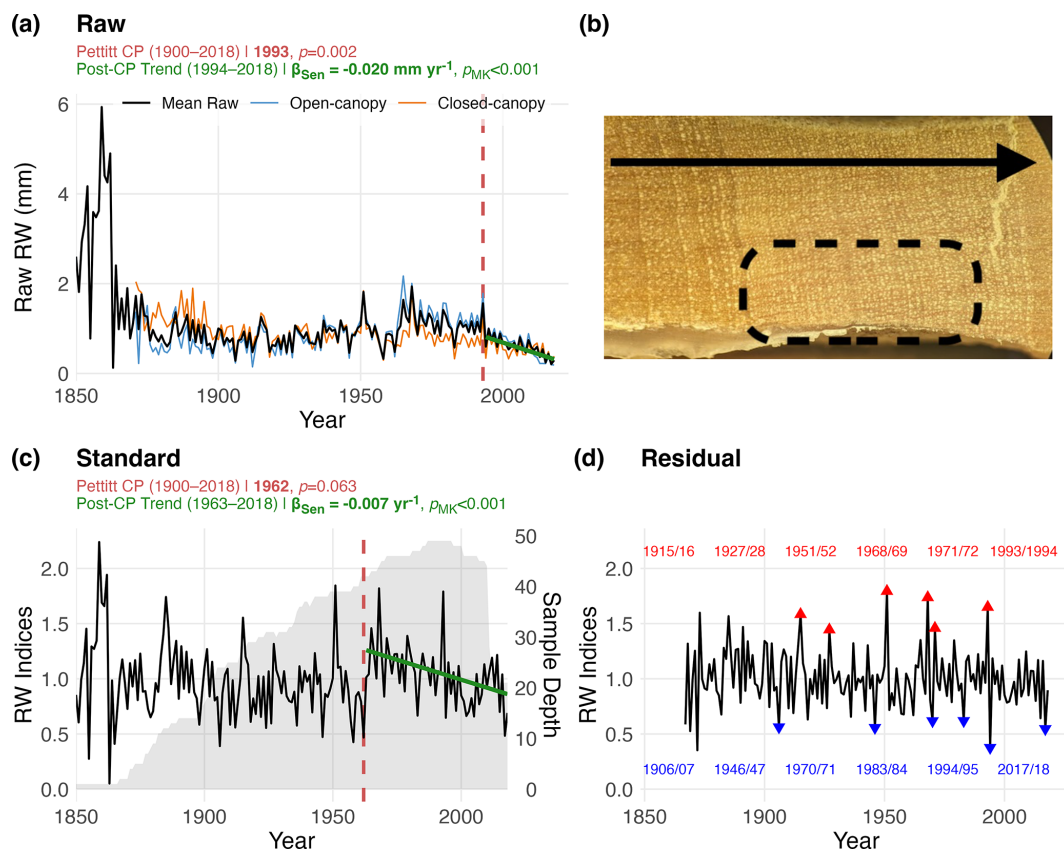 (a) Raw
Pettitt CP (1900–2018) | 1993, p=0.002
Post-CP Trend (1994–2018) | βSen = -0.020 mm yr⁻¹, pMK<0.001
Mean Raw Open-canopy Closed-canopy
6
4
2
0
Raw RW (mm)
1850 1900 1950 2000
Year
(b)
(c) Standard
Pettitt CP (1900–2018) | 1962, p=0.063
Post-CP Trend (1963–2018) | βSen = -0.007 yr⁻¹, pMK<0.001
2.0
1.5
1.0
0.5
0.0
RW Indices
50
40
30
20
10
0
Sample Depth
1850 1900 1950 2000
Year
(d) Residual
1915/16 1927/28 1951/52 1968/69 1971/72 1993/1994
2.0
1.5
1.0
0.5
0.0
RW Indices
1906/07 1946/47 1970/71 1983/84 1994/95 2017/18
1850 1900 1950 2000
Year